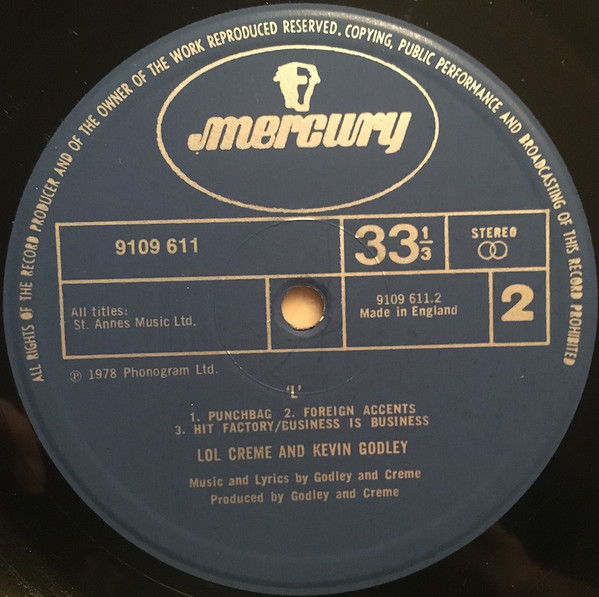 ALL RIGHTS OF THE RECORD PRODUCER AND OF THE OWNER OF THE WORK REPRODUCED RESERVED. COPYING, PUBLIC PERFORMANCE AND BROADCASTING OF THIS RECORD PROHIBITED
mercury
9109 611
33 1/3
STEREO
All titles:
St. Annes Music Ltd.
9109 611.2
Made in England
2
Ⓟ 1978 Phonogram Ltd.
'L'
1. PUNCHBAG 2. FOREIGN ACCENTS
3. HIT FACTORY/BUSINESS IS BUSINESS
LOL CREME AND KEVIN GODLEY
Music and Lyrics by Godley and Creme
Produced by Godley and Creme